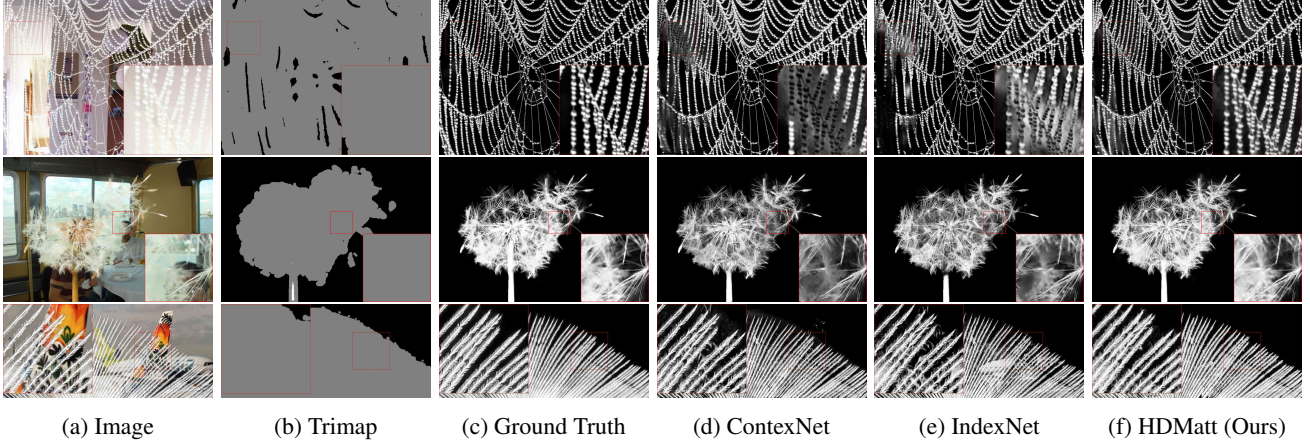 (a) Image
(b) Trimap
(c) Ground Truth
(d) ContexNet
(e) IndexNet
(f) HDMatt (Ours)